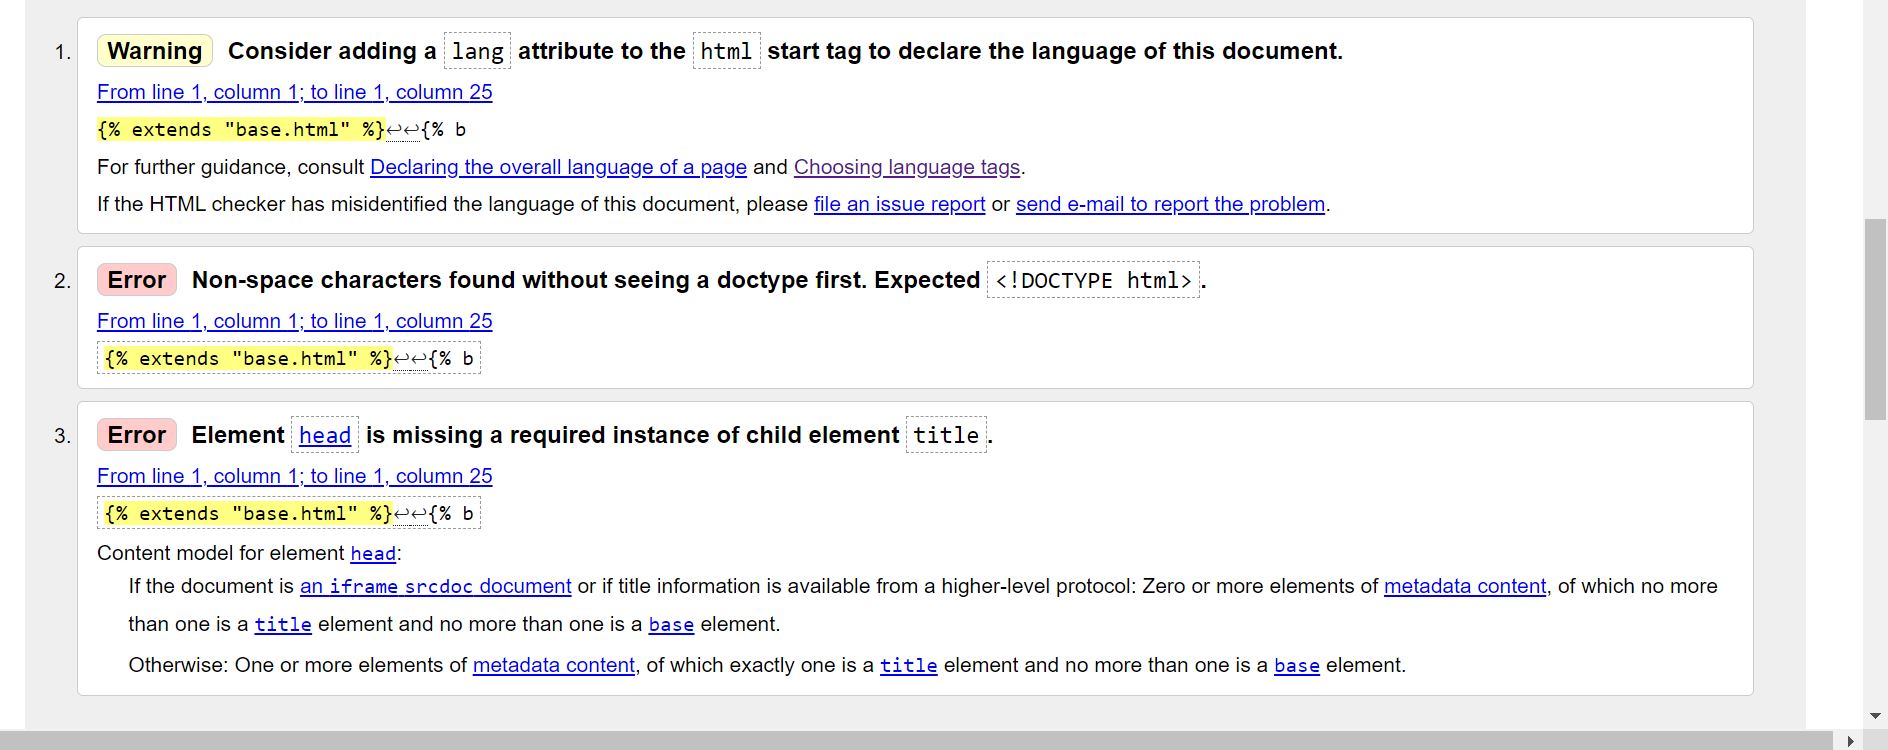 1. Warning Consider adding a lang attribute to the html start tag to declare the language of this document.
From line 1, column 1; to line 1, column 25
{% extends "base.html" %}↩↩{% b
For further guidance, consult Declaring the overall language of a page and Choosing language tags.
If the HTML checker has misidentified the language of this document, please file an issue report or send e-mail to report the problem.
2. Error Non-space characters found without seeing a doctype first. Expected <!DOCTYPE html>.
From line 1, column 1; to line 1, column 25
{% extends "base.html" %}↩↩{% b
3. Error Element head is missing a required instance of child element title.
From line 1, column 1; to line 1, column 25
{% extends "base.html" %}↩↩{% b
Content model for element head:
If the document is an iframe srcdoc document or if title information is available from a higher-level protocol: Zero or more elements of metadata content, of which no more
than one is a title element and no more than one is a base element.
Otherwise: One or more elements of metadata content, of which exactly one is a title element and no more than one is a base element.